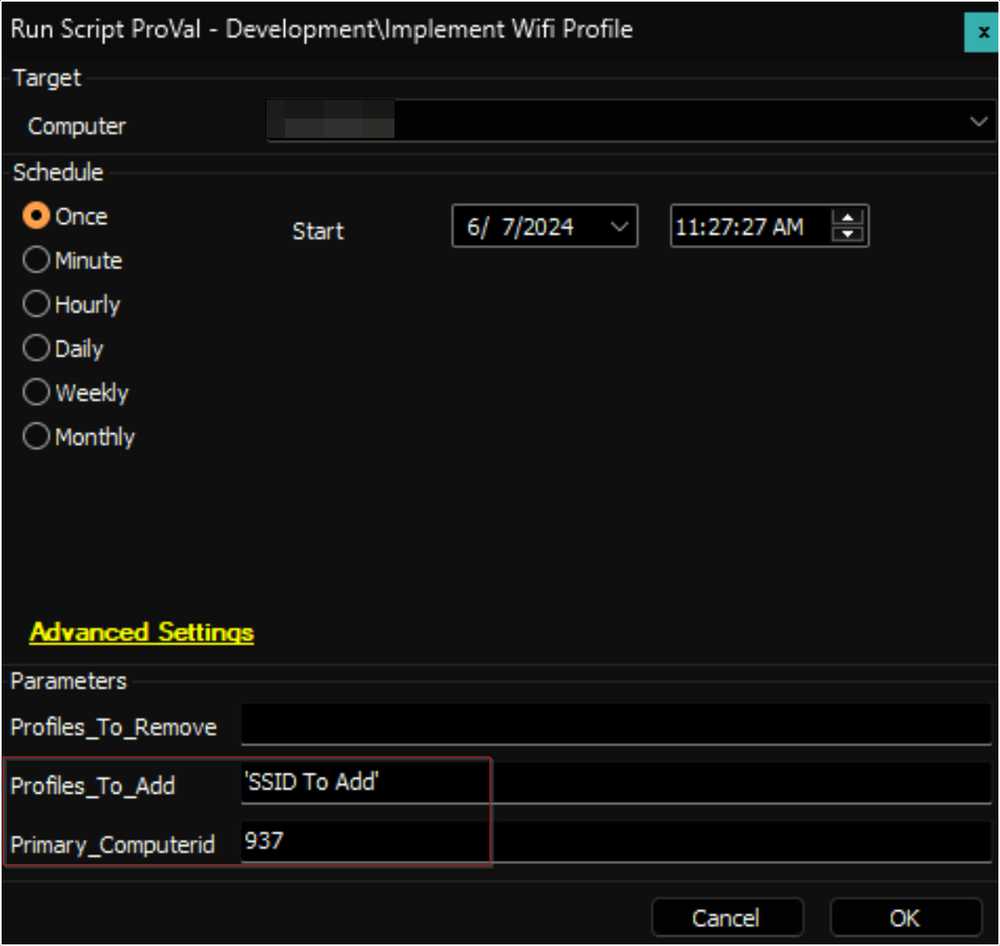 Run Script ProVal - Development\Implement Wifi Profile
x
Target
Computer
Schedule
Once
Start
6/ 7/2024
11:27:27 AM
Minute
Hourly
Daily
Weekly
Monthly
Advanced Settings
Parameters
Profiles_To_Remove
Profiles_To_Add
'SSID To Add'
Primary_Computerid
937
Cancel
OK